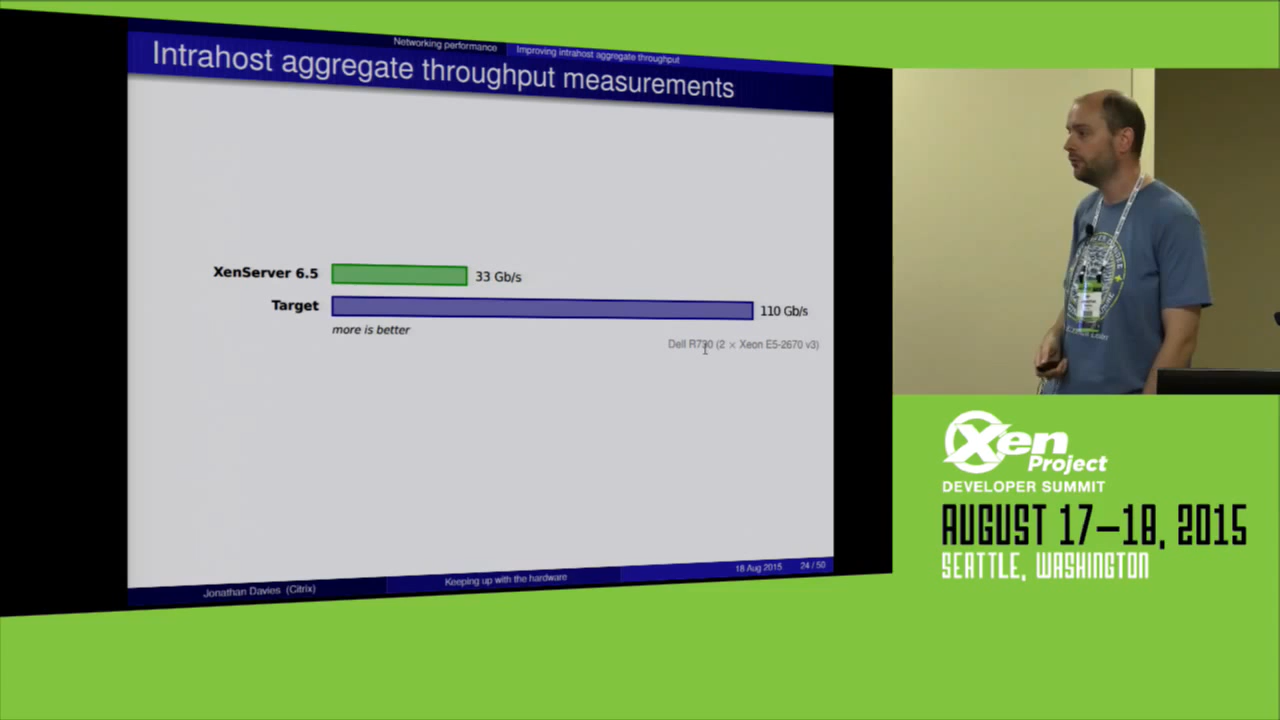 Networking performance
Improving intrahost aggregate throughput
Intrahost aggregate throughput measurements
XenServer 6.5
33 Gb/s
Target
110 Gb/s
more is better
Dell R730 (2 × Xeon E5-2670 v3)
Jonathan Davies (Citrix)
Keeping up with the hardware
18 Aug 2015
24 / 50
Xen
Project
DEVELOPER SUMMIT
AUGUST 17–18, 2015
SEATTLE, WASHINGTON